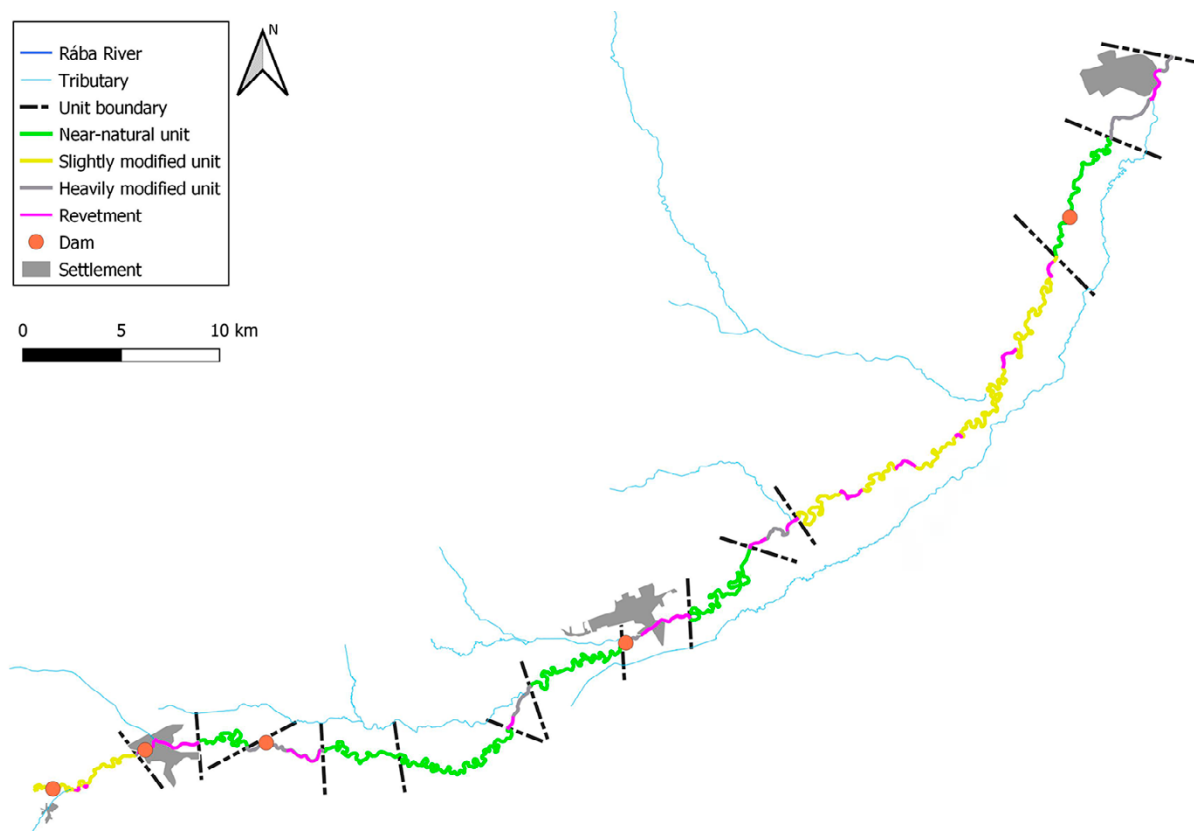 N
Rába River
Tributary
Unit boundary
Near-natural unit
Slightly modified unit
Heavily modified unit
Revetment
Dam
Settlement
0 5 10 km